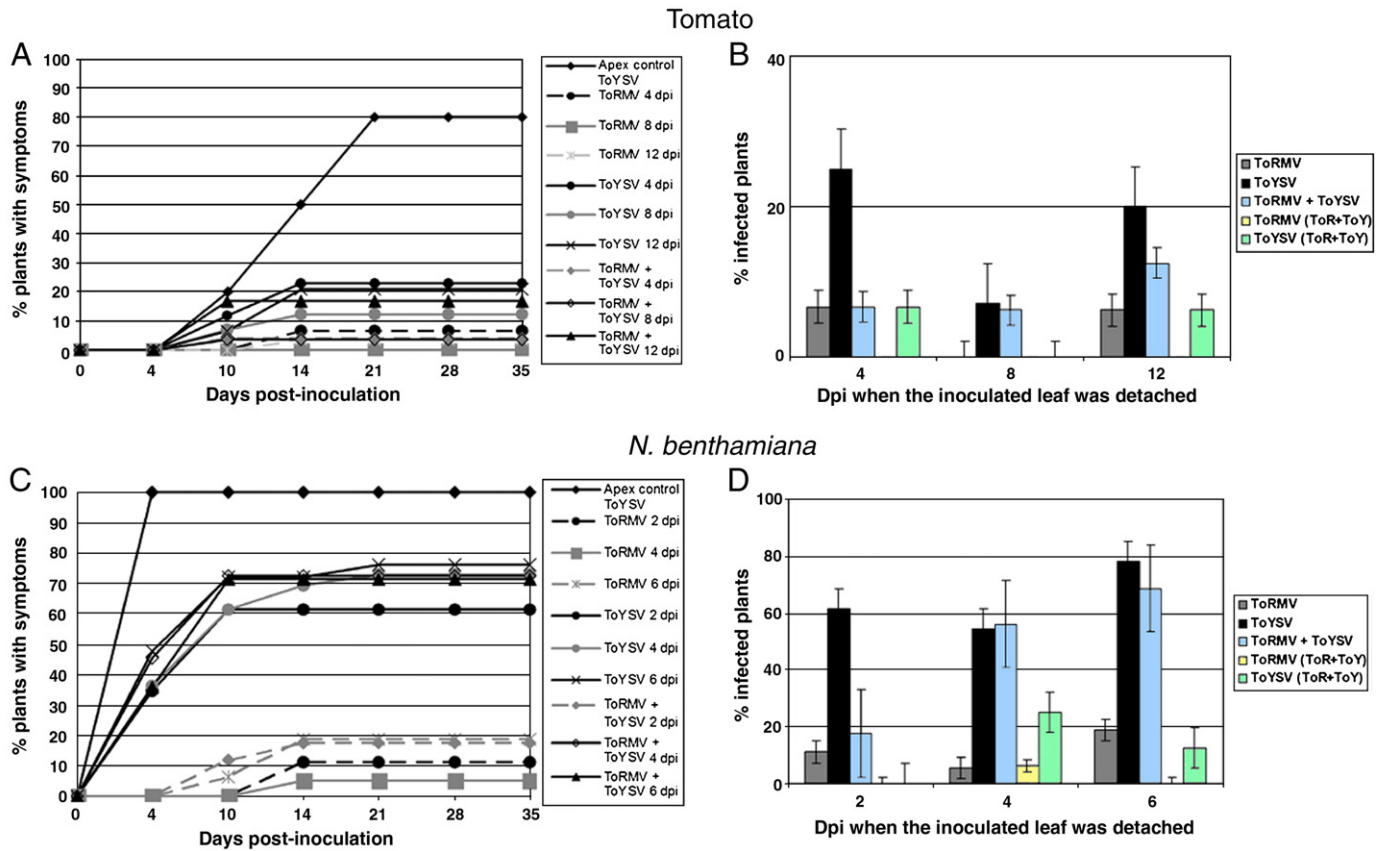 Tomato
A
% plants with symptoms
100
90
80
70
60
50
40
30
20
10
0
0 4 10 14 21 28 35
Days post-inoculation
Apex control
ToYSV
ToRMV 4 dpi
ToRMV 8 dpi
ToRMV 12 dpi
ToYSV 4 dpi
ToYSV 8 dpi
ToYSV 12 dpi
ToRMV +
ToYSV 4 dpi
ToRMV +
ToYSV 8 dpi
ToRMV +
ToYSV 12 dpi
B
% infected plants
40
20
0
4 8 12
Dpi when the inoculated leaf was detached
ToRMV
ToYSV
ToRMV + ToYSV
ToRMV (ToR+ToY)
ToYSV (ToR+ToY)
N. benthamiana
C
% plants with symptoms
100
90
80
70
60
50
40
30
20
10
0
0 4 10 14 21 28 35
Days post-inoculation
Apex control
ToYSV
ToRMV 2 dpi
ToRMV 4 dpi
ToRMV 6 dpi
ToYSV 2 dpi
ToYSV 4 dpi
ToYSV 6 dpi
ToRMV +
ToYSV 2 dpi
ToRMV +
ToYSV 4 dpi
ToRMV +
ToYSV 6 dpi
D
% infected plants
100
80
60
40
20
0
2 4 6
Dpi when the inoculated leaf was detached
ToRMV
ToYSV
ToRMV + ToYSV
ToRMV (ToR+ToY)
ToYSV (ToR+ToY)